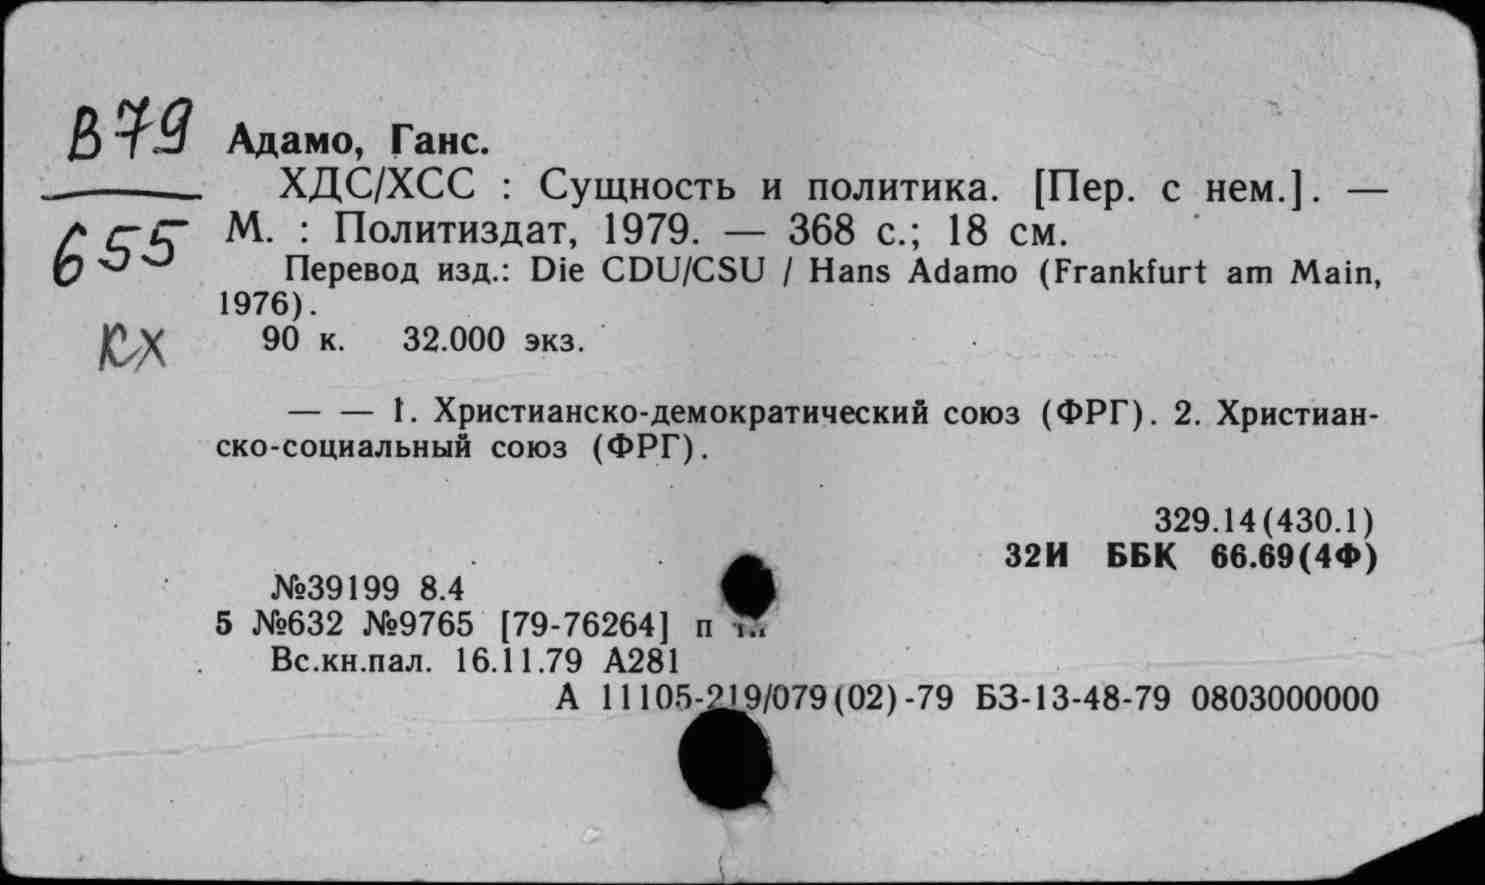 В79
655
кх
Адамо, Ганс.
ХДС/ХСС : Сущность и политика. [Пер. с нем.]. —
М. : Политиздат, 1979. — 368 с.; 18 см.
Перевод изд.: Die CDU/CSU / Hans Adamo (Frankfurt am Main,
1976).
90 к. 32.000 экз.
— — 1. Христианско-демократический союз (ФРГ). 2. Христиан-
ско-социальный союз (ФРГ).
329.14(430.1)
32И ББК 66.69(4Ф)
№39199 8.4
5 №632 №9765 [79-76264] п
Вс.кн.пал. 16.11.79 А281
А 11105-219/079(02)-79 БЗ-13-48-79 0803000000